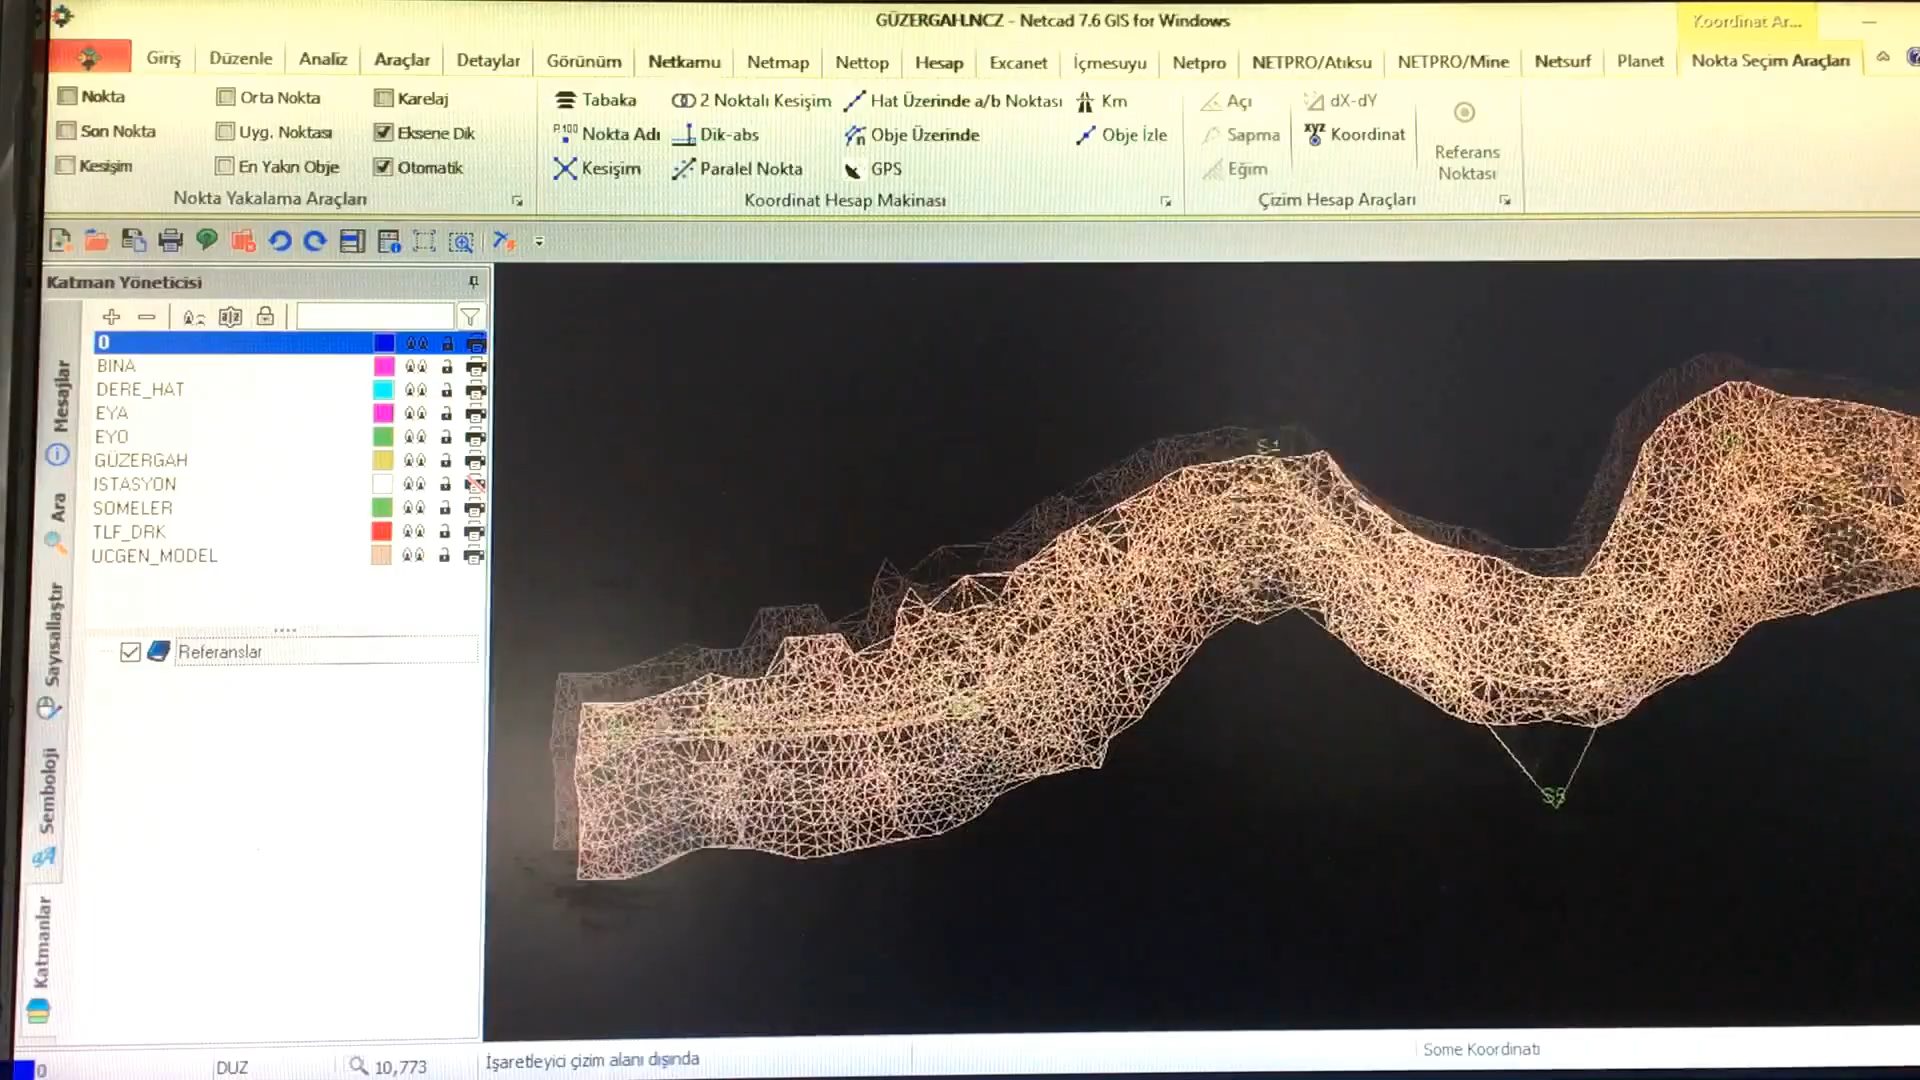 GÜZERGAH.NCZ - Netcad 7.6 GIS for Windows
Koordinat Ar...
Giriş Düzenle Analiz Araçlar Detaylar Görünüm Netkamu Netmap Nettop Hesap Excanet İçmesuyu Netpro NETPRO/Atıksu NETPRO/Mine Netsurf Planet Nokta Seçim Araçları
Nokta Orta Nokta Karelaj
Son Nokta Uyg. Noktası Eksene Dik
Kesişim En Yakın Obje Otomatik
Nokta Yakalama Araçları
Tabaka 2 Noktalı Kesişim Hat Üzerinde a/b Noktası Km
P.100 Nokta Adı Dik-abs Obje Üzerinde Obje İzle
Kesişim Paralel Nokta GPS
Koordinat Hesap Makinası
Açı dX-dY
Sapma xyz Koordinat
Eğim
Çizim Hesap Araçları
Referans
Noktası
Katman Yöneticisi
0
BINA
DERE_HAT
EYA
EYO
GÜZERGAH
ISTASYON
SOMELER
TLF_DRK
UCGEN_MODEL
Referanslar
Mesajlar
Ara
Sayısallaştır
Semboloji
Katmanlar
S1
S5
0 DUZ 10,773 İşaretleyici çizim alanı dışında Some Koordinatı